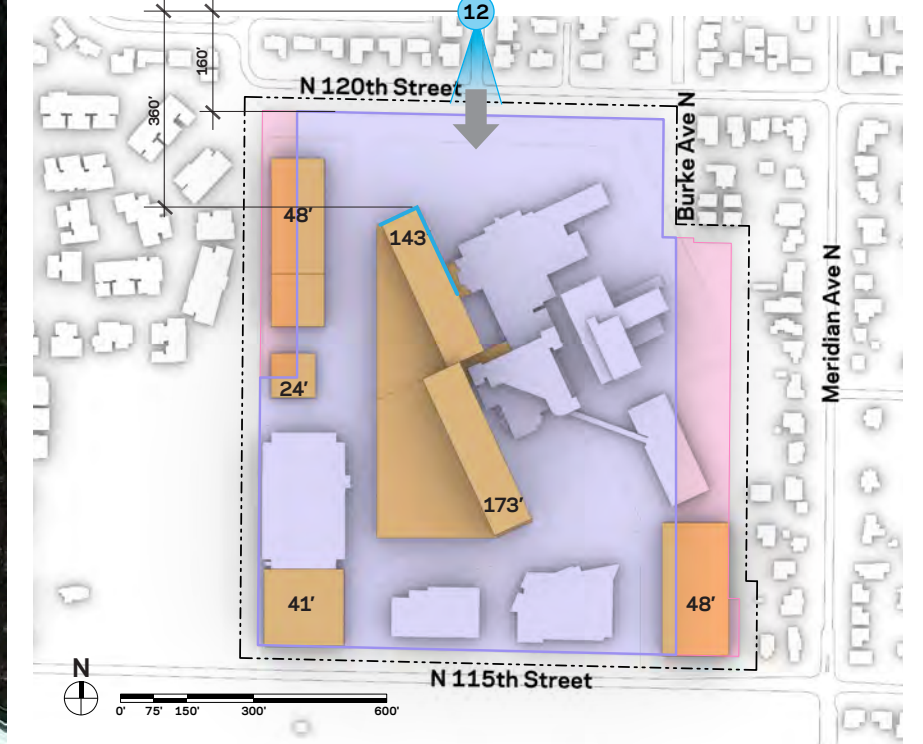 12
160'
360'
N 120th Street
Burke Ave N
48'
143
Meridian Ave N
24'
173'
41'
48'
N 115th Street
N
0' 75' 150' 300' 600'